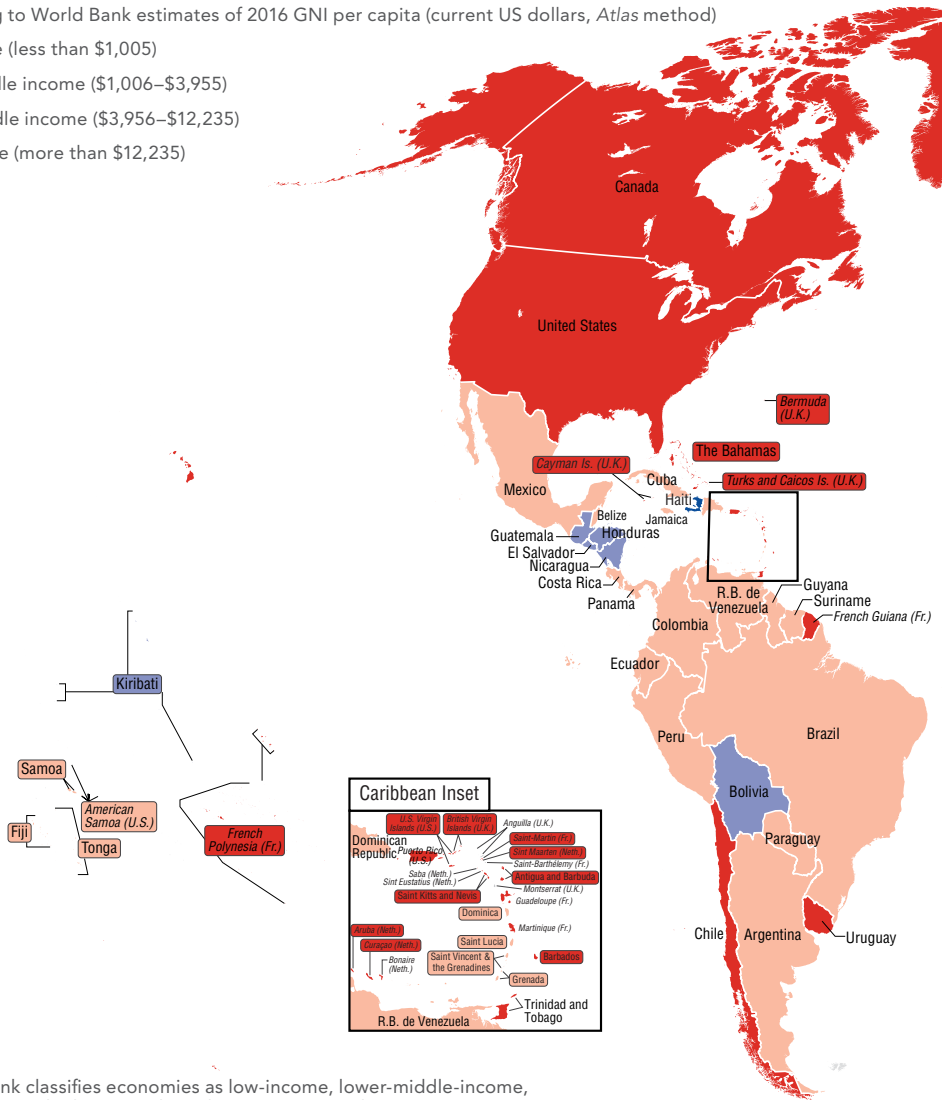 g to World Bank estimates of 2016 GNI per capita (current US dollars, Atlas method)
e (less than $1,005)
dle income ($1,006–$3,955)
dle income ($3,956–$12,235)
e (more than $12,235)
Canada
United States
Bermuda
(U.K.)
The Bahamas
Cayman Is. (U.K.)
Cuba
Turks and Caicos Is. (U.K.)
Mexico
Haiti
Belize
Jamaica
Guatemala
Honduras
El Salvador
Nicaragua
Costa Rica
Panama
R.B. de
Venezuela
Guyana
Suriname
French Guiana (Fr.)
Colombia
Ecuador
Kiribati
Peru
Brazil
Samoa
American
Samoa (U.S.)
Fiji
Tonga
French
Polynesia (Fr.)
Bolivia
Paraguay
Chile
Argentina
Uruguay
Caribbean Inset
U.S. Virgin
Islands (U.S.)
British Virgin
Islands (U.K.)
Anguilla (U.K.)
Dominican
Republic
Puerto Rico
(U.S.)
Saint-Martin (Fr.)
Sint Maarten (Neth.)
Saint-Barthélemy (Fr.)
Saba (Neth.)
Sint Eustatius (Neth.)
Antigua and Barbuda
Montserrat (U.K.)
Saint Kitts and Nevis
Guadeloupe (Fr.)
Dominica
Martinique (Fr.)
Aruba (Neth.)
Curaçao (Neth.)
Saint Lucia
Bonaire
(Neth.)
Saint Vincent &
the Grenadines
Barbados
Grenada
Trinidad and
Tobago
R.B. de Venezuela
nk classifies economies as low-income, lower-middle-income,